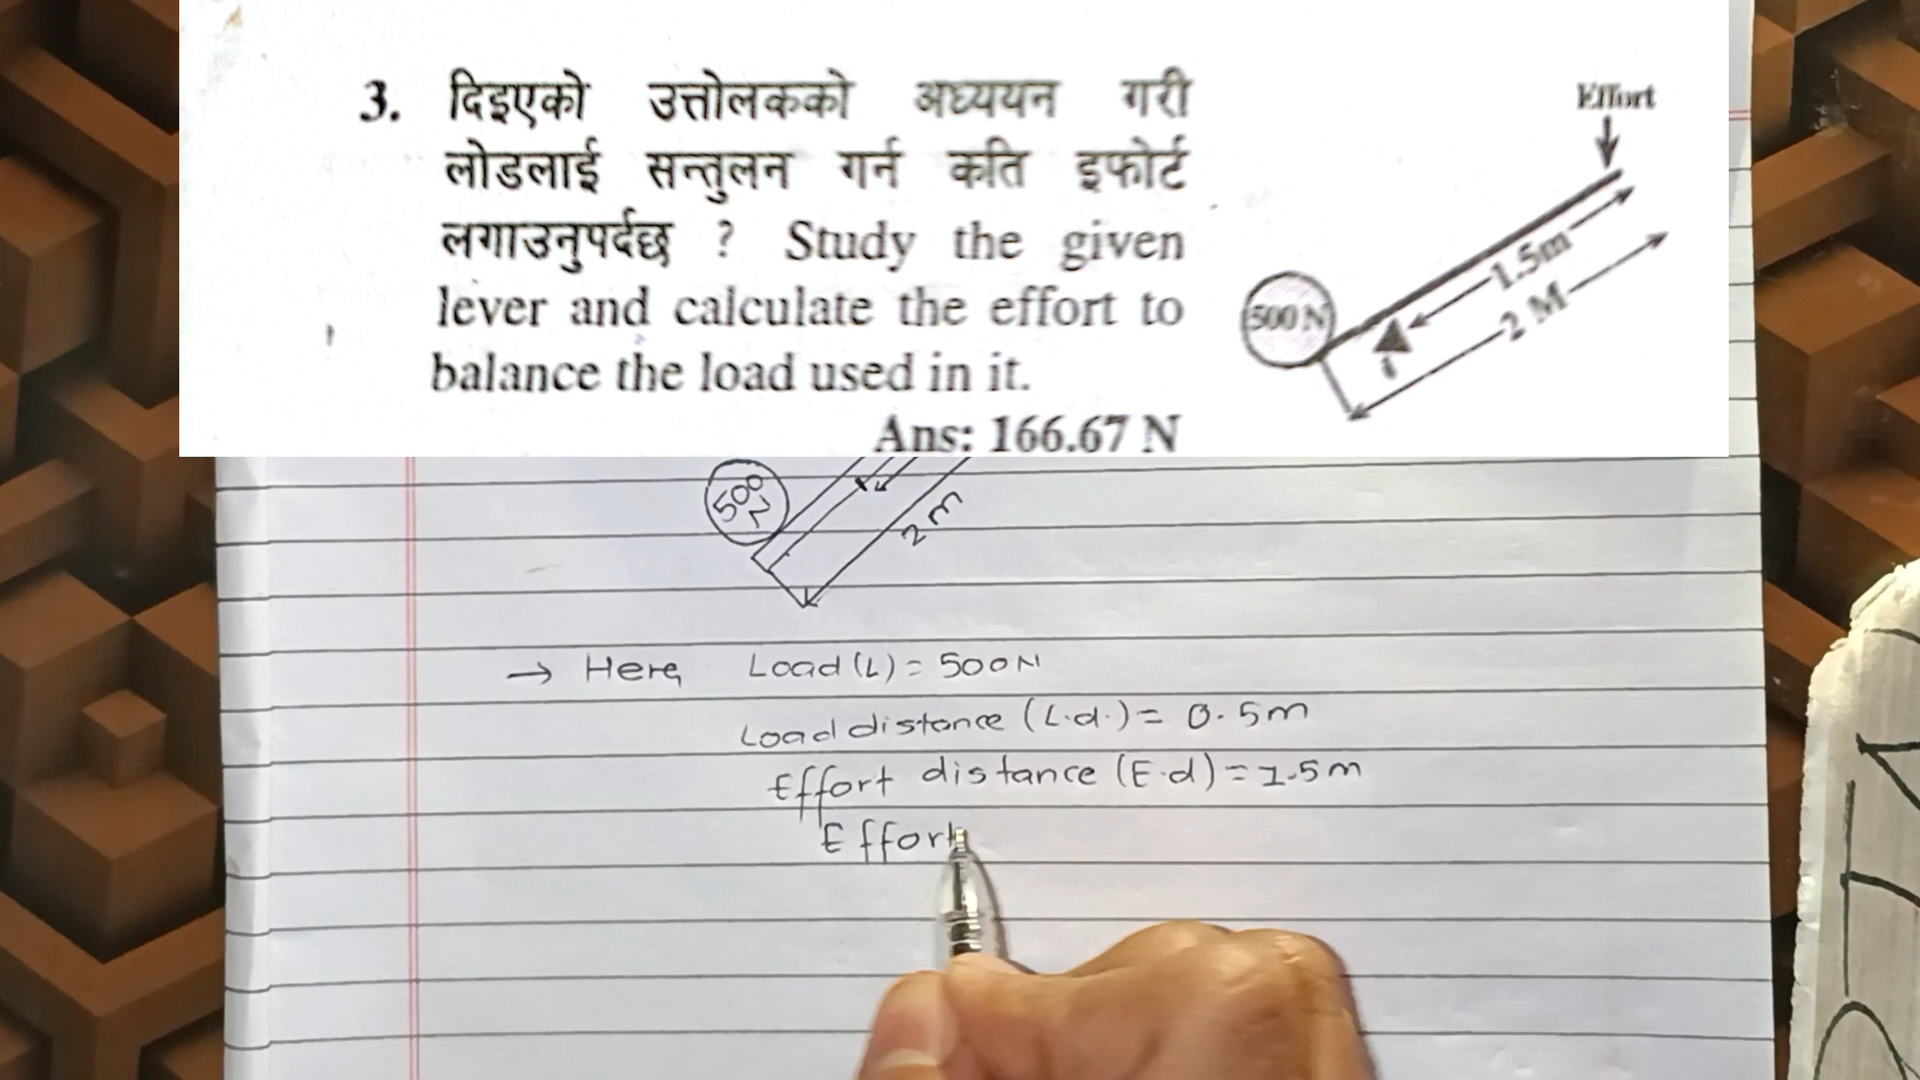 3. दिइएको उत्तोलकको अध्ययन गरी
लोडलाई सन्तुलन गर्न कति इफोर्ट
लगाउनुपर्दछ ? Study the given
lever and calculate the effort to
balance the load used in it.
Ans: 166.67 N
Effort
500 N
1.5m
2 M
500
N
2 m
→ Here, Load (L) = 500N
Load distance (L.d.) = 0.5m
Effort distance (E.d) = 1.5m
Effort